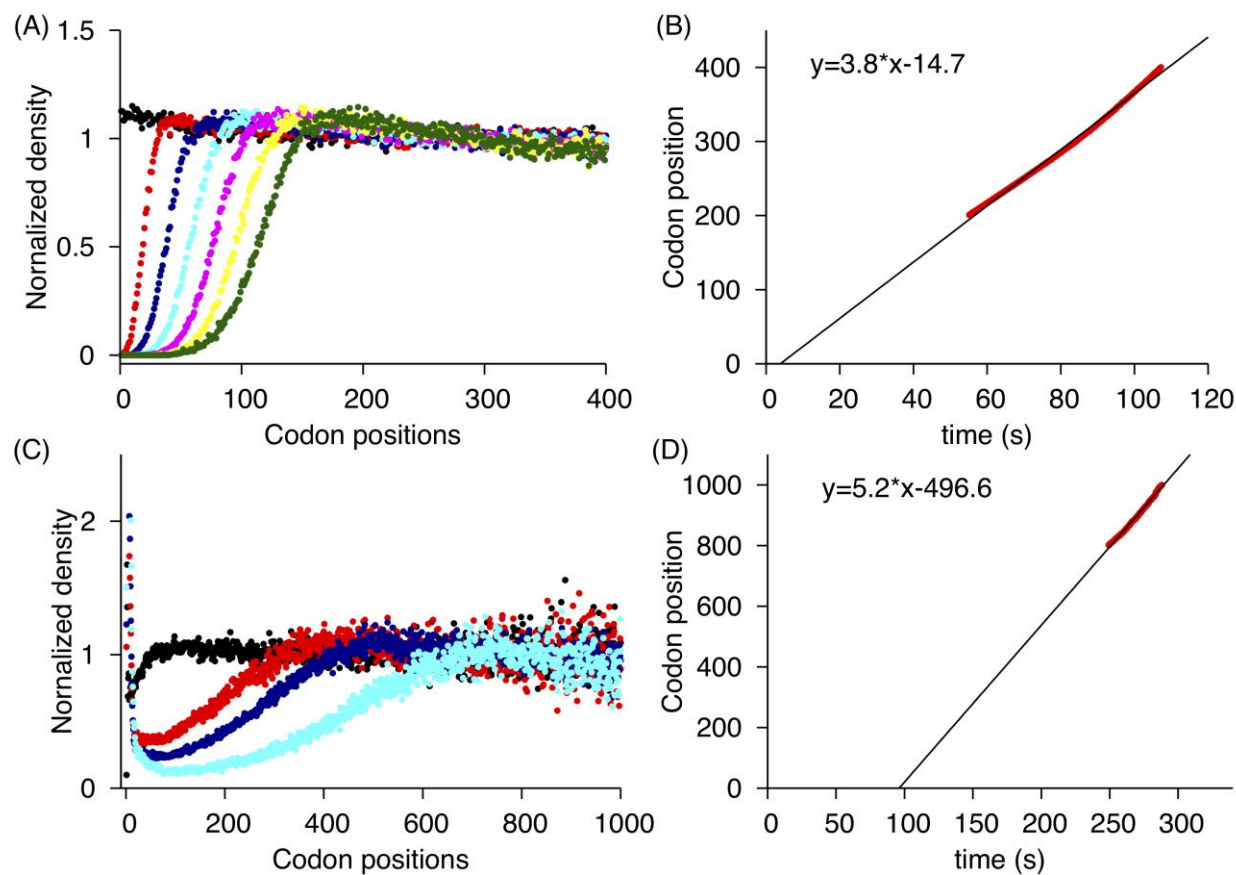 (A)
1.5
1
0.5
0
Nornalized density
0 100 200 300 400
Codon positions
(B)
y=3.8*x-14.7
400
300
200
100
0
Codon position
0 20 40 60 80 100 120
time (s)
(C)
2
1
0
Nornalized density
0 200 400 600 800 1000
Codon positions
(D)
y=5.2*x-496.6
1000
800
600
400
200
0
Codon position
0 50 100 150 200 250 300
time (s)